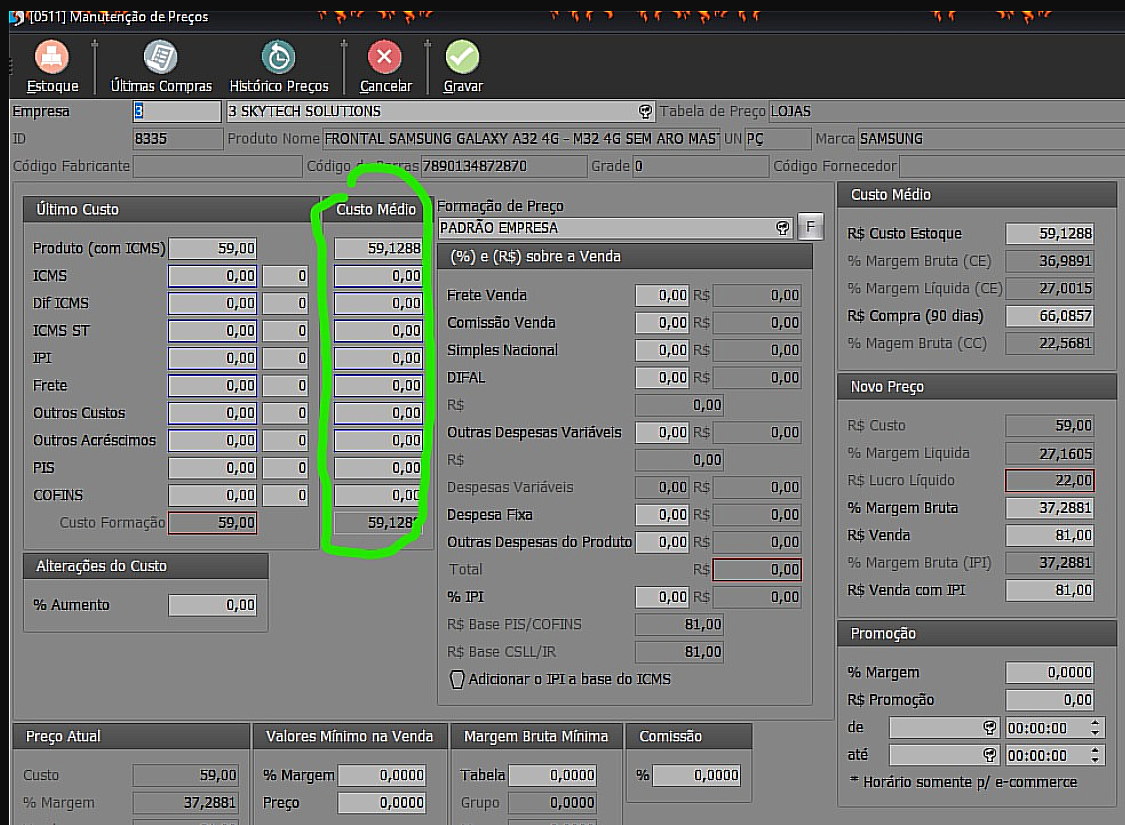 [0511] Manutenção de Preços
Estoque Últimas Compras Histórico Preços Cancelar Gravar
Empresa 3 3 SKYTECH SOLUTIONS Tabela de Preço LOJAS
ID 8335 Produto Nome FRONTAL SAMSUNG GALAXY A32 4G - M32 4G SEM ARO MAS UN PÇ Marca SAMSUNG
Código Fabricante Código de Barras 7890134872870 Grade 0 Código Fornecedor
Último Custo
Produto (com ICMS) 59,00
ICMS 0,00 0
Dif ICMS 0,00 0
ICMS ST 0,00 0
IPI 0,00 0
Frete 0,00 0
Outros Custos 0,00 0
Outros Acréscimos 0,00 0
PIS 0,00 0
COFINS 0,00 0
Custo Formação 59,00
Custo Médio
59,1288
0,00
0,00
0,00
0,00
0,00
0,00
0,00
0,00
0,00
59,1288
Alterações do Custo
% Aumento 0,00
Formação de Preço
PADRÃO EMPRESA F
(%) e (R$) sobre a Venda
Frete Venda 0,00 R$ 0,00
Comissão Venda 0,00 R$ 0,00
Simples Nacional 0,00 R$ 0,00
DIFAL 0,00 R$ 0,00
R$ 0,00
Outras Despesas Variáveis 0,00 R$ 0,00
R$ 0,00
Despesas Variáveis 0,00 R$ 0,00
Despesa Fixa 0,00 R$ 0,00
Outras Despesas do Produto 0,00 R$ 0,00
Total R$ 0,00
% IPI 0,00 R$ 0,00
R$ Base PIS/COFINS 81,00
R$ Base CSLL/IR 81,00
Adicionar o IPI a base do ICMS
Custo Médio
R$ Custo Estoque 59,1288
% Margem Bruta (CE) 36,9891
% Margem Líquida (CE) 27,0015
R$ Compra (90 dias) 66,0857
% Magem Bruta (CC) 22,5681
Novo Preço
R$ Custo 59,00
% Margem Liquida 27,1605
R$ Lucro Líquido 22,00
% Margem Bruta 37,2881
R$ Venda 81,00
% Margem Bruta (IPI) 37,2881
R$ Venda com IPI 81,00
Promoção
% Margem 0,0000
R$ Promoção 0,00
de 00:00:00
até 00:00:00
* Horário somente p/ e-commerce
Preço Atual
Custo 59,00
% Margem 37,2881
Valores Mínimo na Venda
% Margem 0,0000
Preço 0,0000
Margem Bruta Mínima
Tabela 0,0000
Grupo 0,0000
Comissão
% 0,0000